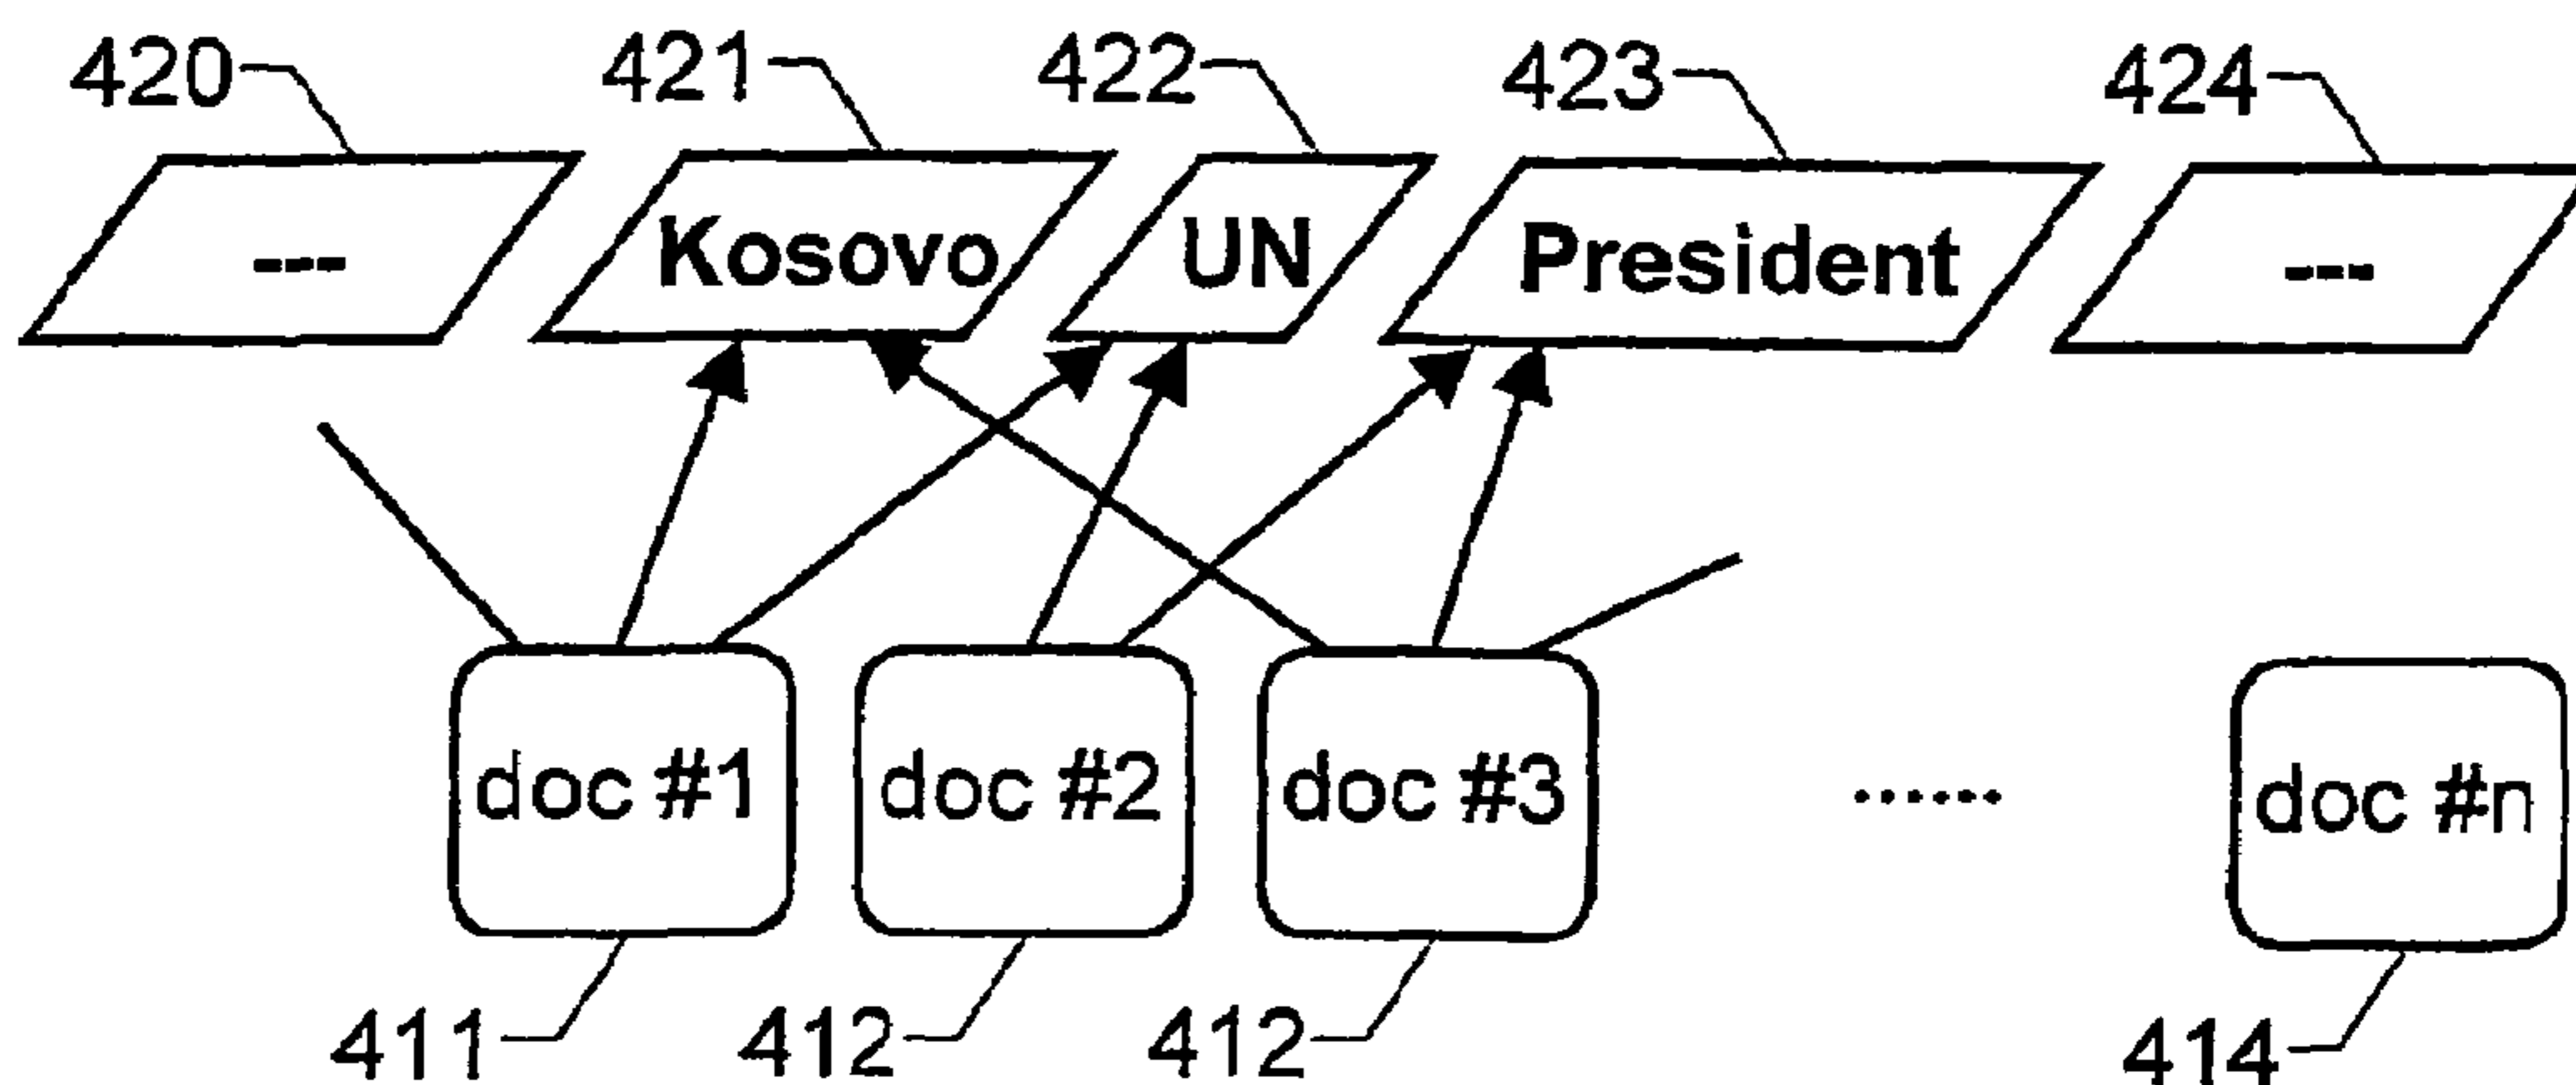 420 421 422 423 424
--- Kosovo UN President ---
doc #1 doc #2 doc #3 ...... doc #n
411 412 412 414